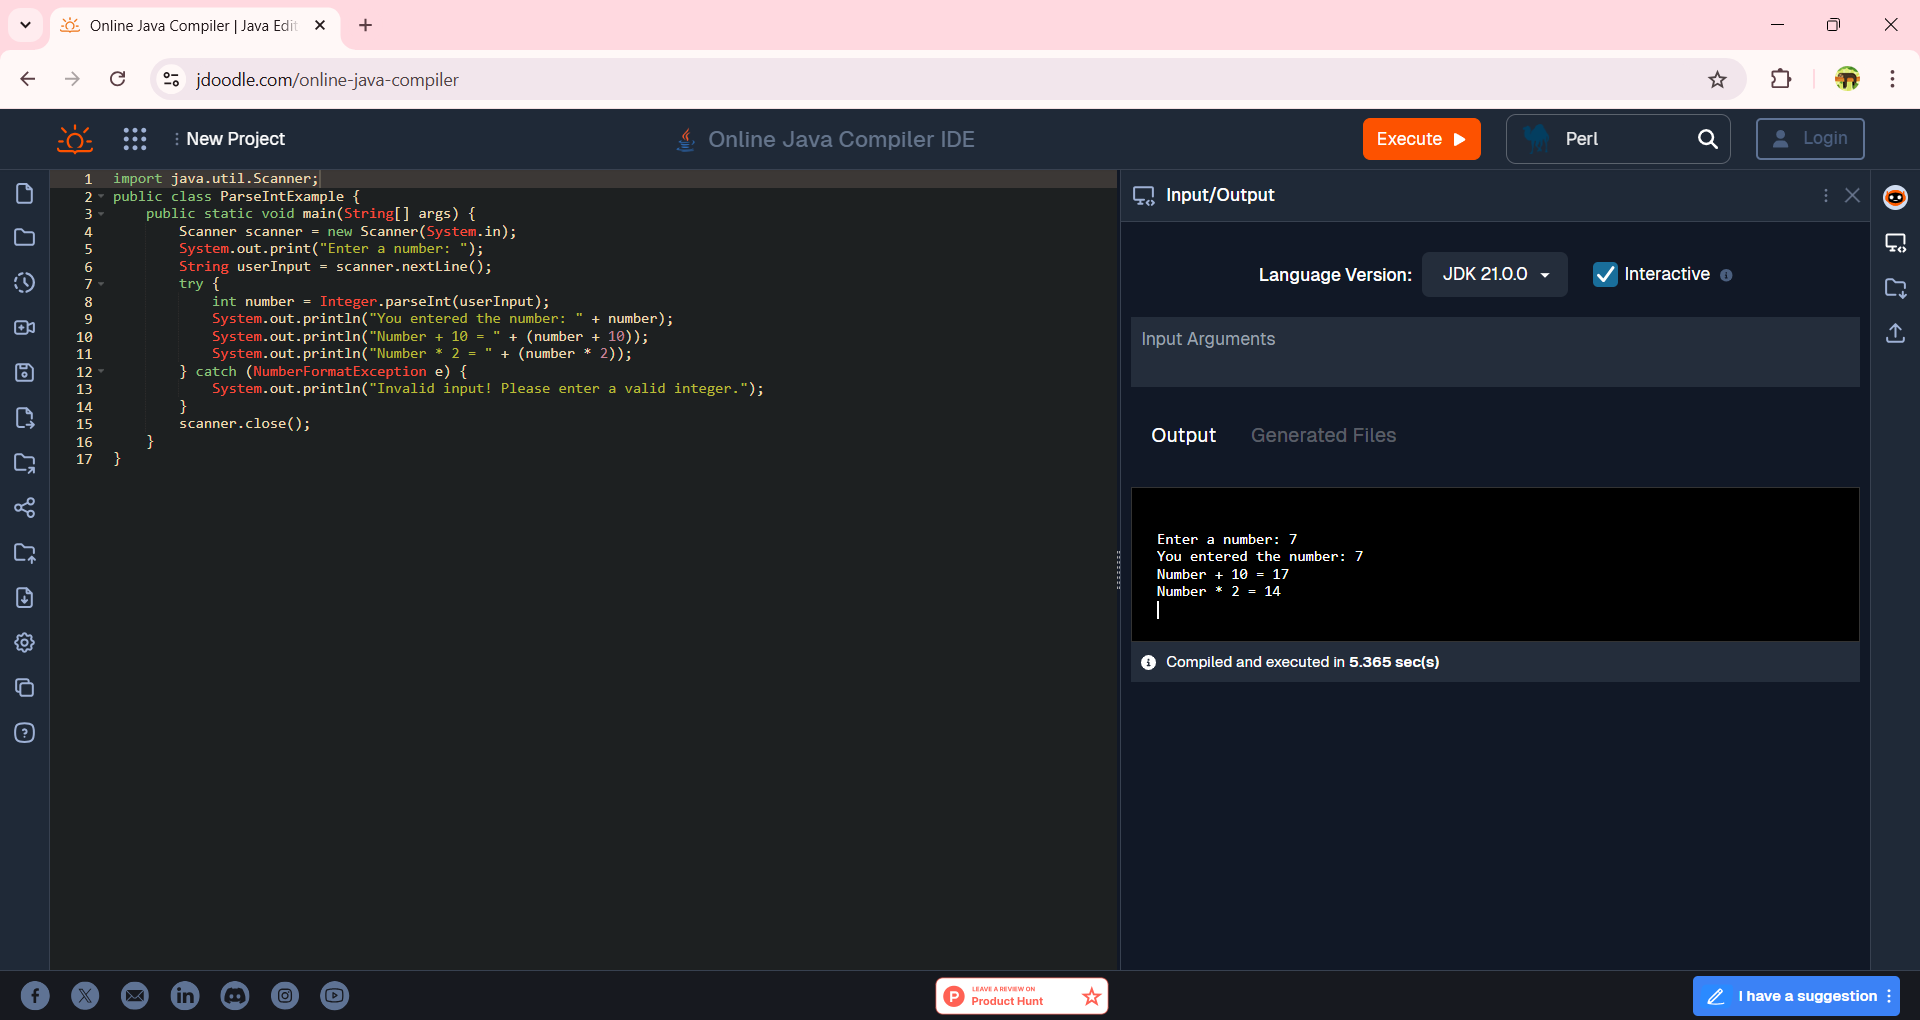 Online Java Compiler | Java Edit
jdoodle.com/online-java-compiler
New Project
Online Java Compiler IDE
Execute
Perl
Login
1 import java.util.Scanner;
2 public class ParseIntExample {
3     public static void main(String[] args) {
4         Scanner scanner = new Scanner(System.in);
5         System.out.print("Enter a number: ");
6         String userInput = scanner.nextLine();
7         try {
8             int number = Integer.parseInt(userInput);
9             System.out.println("You entered the number: " + number);
10             System.out.println("Number + 10 = " + (number + 10));
11             System.out.println("Number * 2 = " + (number * 2));
12         } catch (NumberFormatException e) {
13             System.out.println("Invalid input! Please enter a valid integer.");
14         }
15         scanner.close();
16     }
17 }
Input/Output
Language Version: JDK 21.0.0 Interactive
Input Arguments
Output Generated Files
Enter a number: 7
You entered the number: 7
Number + 10 = 17
Number * 2 = 14
Compiled and executed in 5.365 sec(s)
LEAVE A REVIEW ON
Product Hunt
I have a suggestion